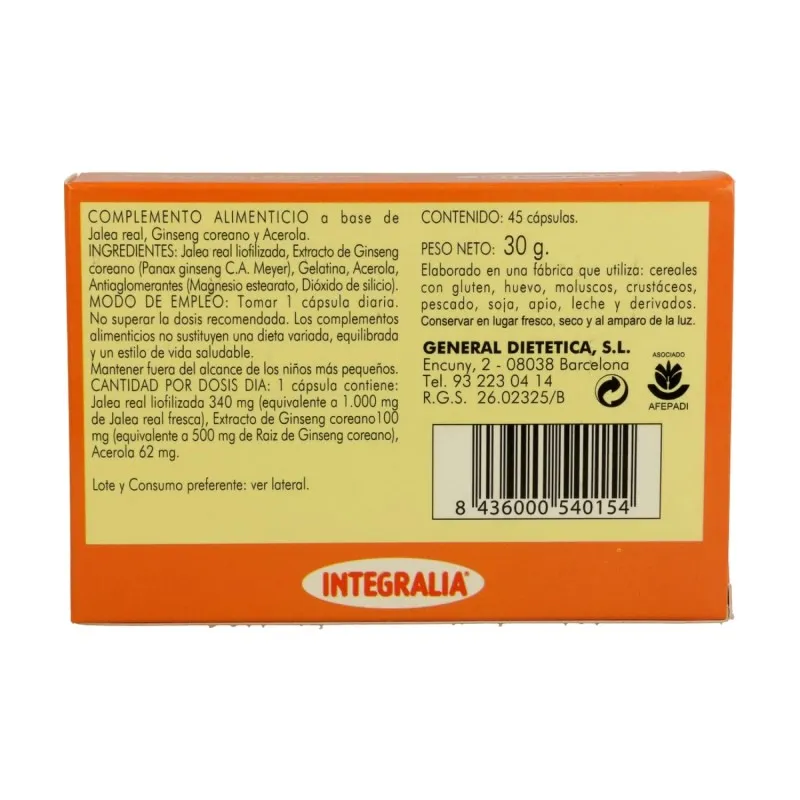 COMPLEMENTO ALIMENTICIO a base de
Jalea real, Ginseng coreano y Acerola.
INGREDIENTES: Jalea real liofilizada, Extracto de Ginseng
coreano (Panax ginseng C.A. Meyer), Gelatina, Acerola,
Antiaglomerantes (Magnesio estearato, Dióxido de silicio).
MODO DE EMPLEO: Tomar 1 cápsula diaria.
No superar la dosis recomendada. Los complementos
alimenticios no sustituyen una dieta variada, equilibrada
y un estilo de vida saludable.
Mantener fuera del alcance de los niños más pequeños.
CANTIDAD POR DOSIS DIA: 1 cápsula contiene:
Jalea real liofilizada 340 mg (equivalente a 1.000 mg
de Jalea real fresca), Extracto de Ginseng coreano100
mg (equivalente a 500 mg de Raiz de Ginseng coreano),
Acerola 62 mg.
Lote y Consumo preferente: ver lateral.
CONTENIDO: 45 cápsulas.
PESO NETO: 30 g.
Elaborado en una fábrica que utiliza: cereales
con gluten, huevo, moluscos, crustáceos,
pescado, soja, apio, leche y derivados.
Conservar en lugar fresco, seco y al amparo de la luz.
GENERAL DIETETICA, S.L.
Encuny, 2 - 08038 Barcelona
Tel. 93 223 04 14
R.G.S. 26.02325/B
ASOCIADO
AFEPADI
8 436000 540154
INTEGRALIA®